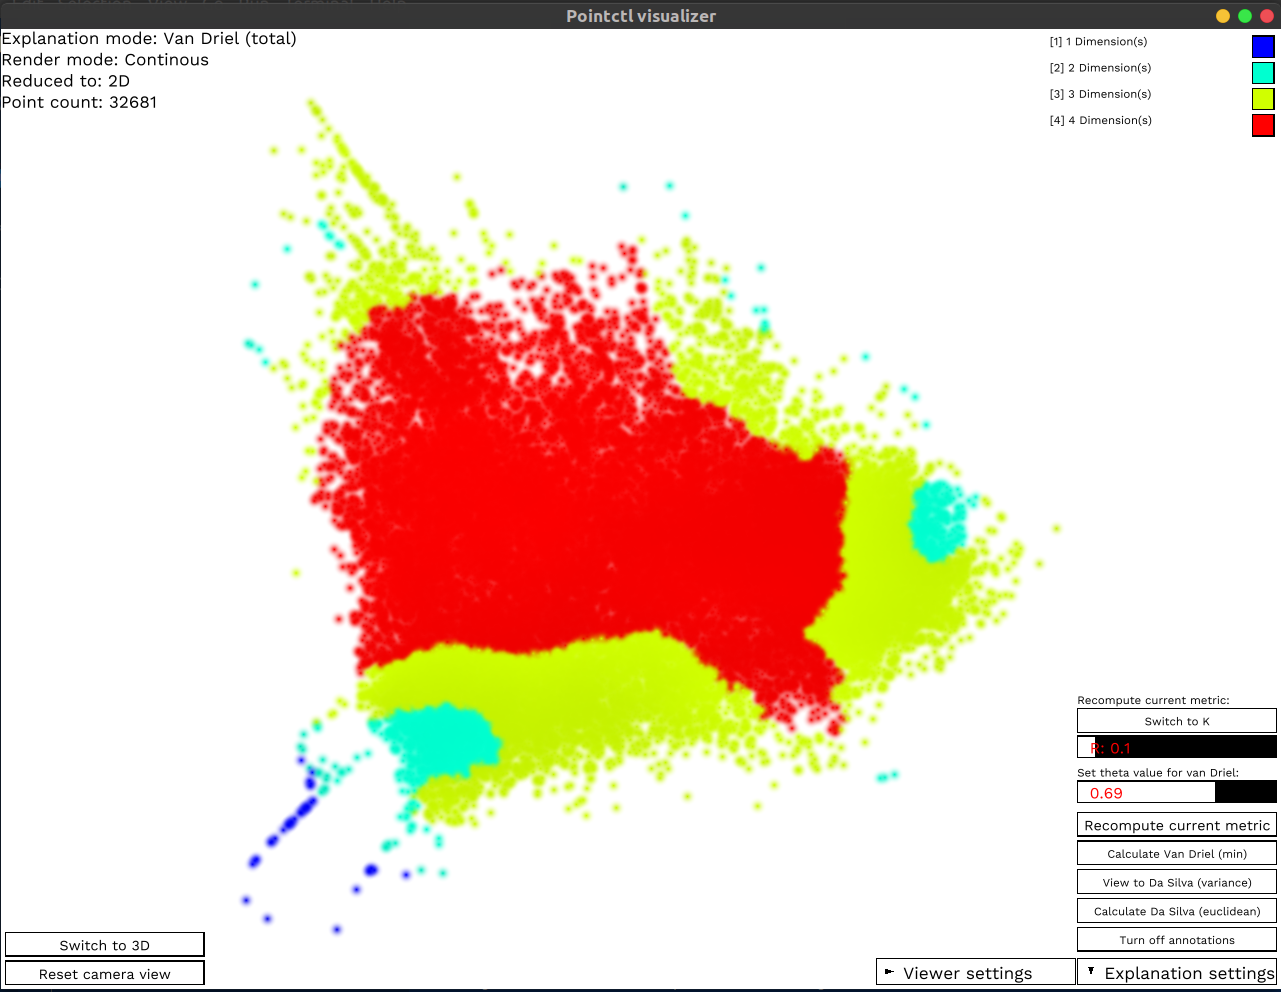 Pointctl visualizer
Explanation mode: Van Driel (total)
Render mode: Continous
Reduced to: 2D
Point count: 32681
[1] 1 Dimension(s)
[2] 2 Dimension(s)
[3] 3 Dimension(s)
[4] 4 Dimension(s)
Recompute current metric:
Switch to K
R: 0.1
Set theta value for van Driel:
0.69
Recompute current metric
Calculate Van Driel (min)
View to Da Silva (variance)
Calculate Da Silva (euclidean)
Turn off annotations
Switch to 3D
Reset camera view
Viewer settings
Explanation settings